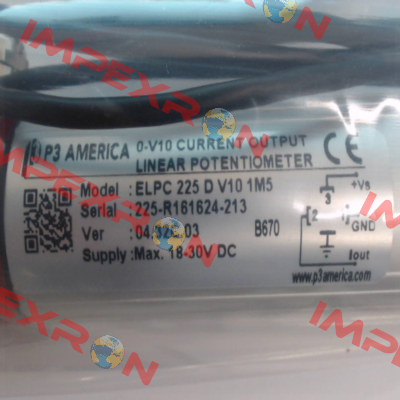 IMPEXRON
P3 AMERICA
0-V10 CURRENT OUTPUT
LINEAR POTENTIOMETER
CE
Model : ELPC 225 D V10 1M5
Serial : 225-R161624-213
Ver : 04.32E.03 B670
Supply : Max. 18-30V DC
3 +Vs
2 1 GND
Iout
www.p3america.com
IMPEXRON
IMPEXRON
IMPEXRON